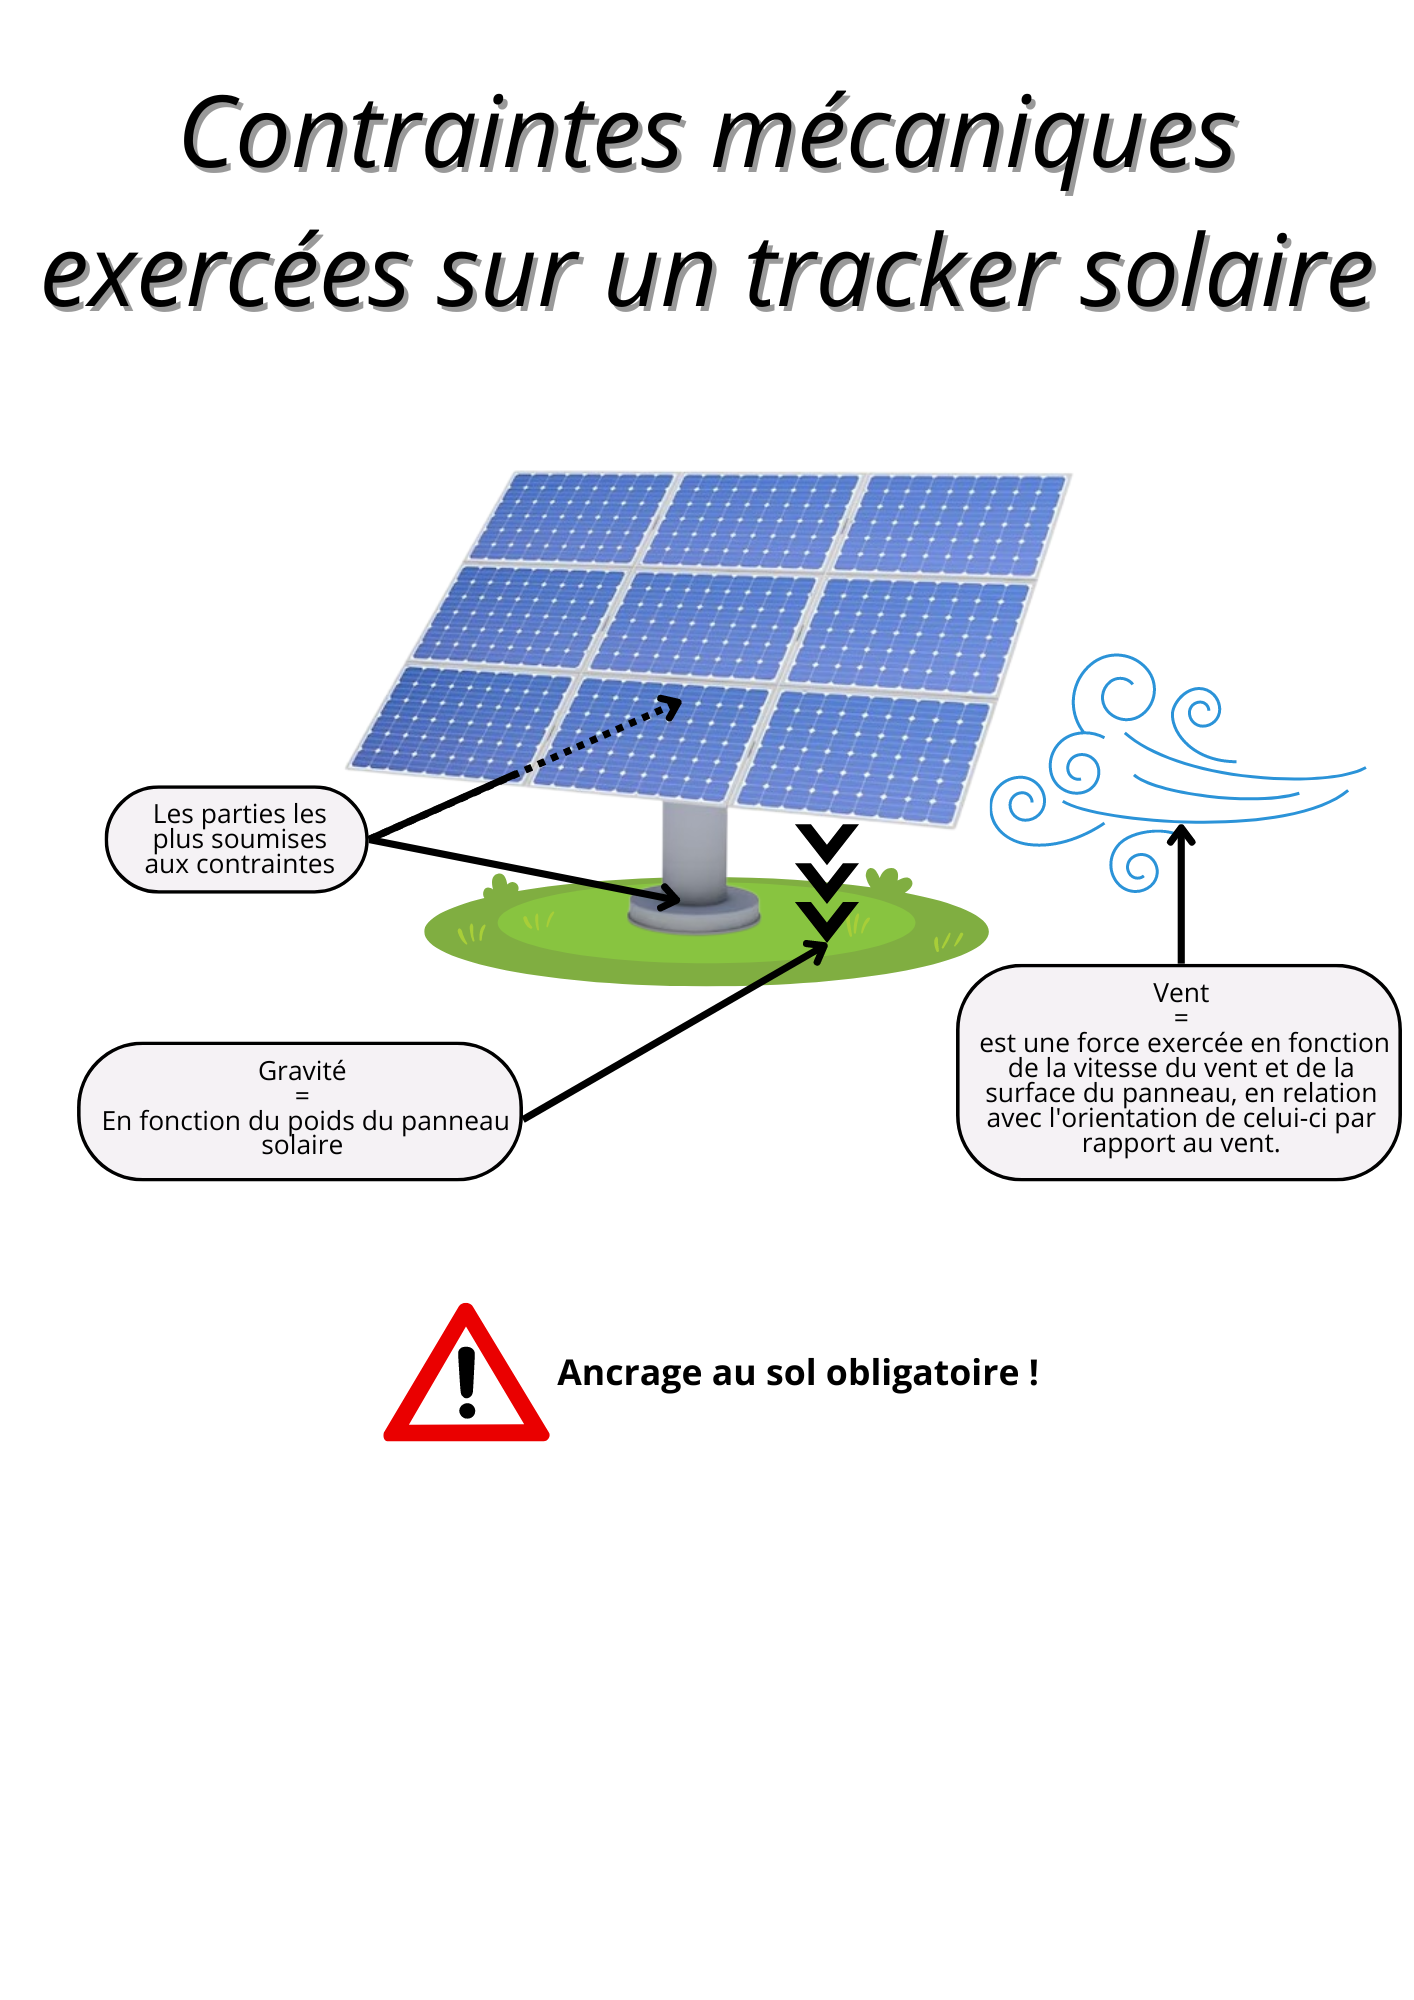 Contraintes mécaniques
exercées sur un tracker solaire
Les parties les
plus soumises
aux contraintes
Vent
=
est une force exercée en fonction
de la vitesse du vent et de la
surface du panneau, en relation
avec l'orientation de celui-ci par
rapport au vent.
Gravité
=
En fonction du poids du panneau
solaire
Ancrage au sol obligatoire !